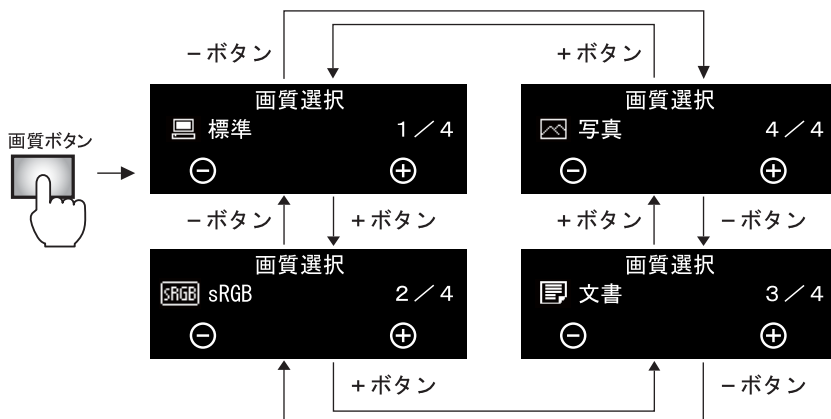 －ボタン
＋ボタン
画質ボタン
画質選択
標準 1／4
⊖ ⊕
画質選択
写真 4／4
⊖ ⊕
－ボタン
＋ボタン
＋ボタン
－ボタン
画質選択
sRGB sRGB 2／4
⊖ ⊕
画質選択
文書 3／4
⊖ ⊕
＋ボタン
－ボタン